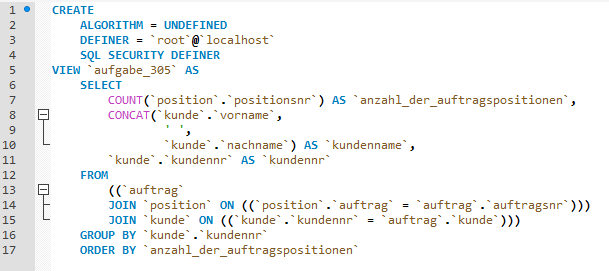 1 CREATE
2 ALGORITHM = UNDEFINED
3 DEFINER = `root`@`localhost`
4 SQL SECURITY DEFINER
5 VIEW `aufgabe_305` AS
6 SELECT
7 COUNT(`position`.`positionsnr`) AS `anzahl_der_auftragspositionen`,
8 CONCAT(`kunde`.`vorname`,
9 ' ',
10 `kunde`.`nachname`) AS `kundenname`,
11 `kunde`.`kundennr` AS `kundennr`
12 FROM
13 ((`auftrag`
14 JOIN `position` ON ((`position`.`auftrag` = `auftrag`.`auftragsnr`)))
15 JOIN `kunde` ON ((`kunde`.`kundennr` = `auftrag`.`kunde`)))
16 GROUP BY `kunde`.`kundennr`
17 ORDER BY `anzahl_der_auftragspositionen`